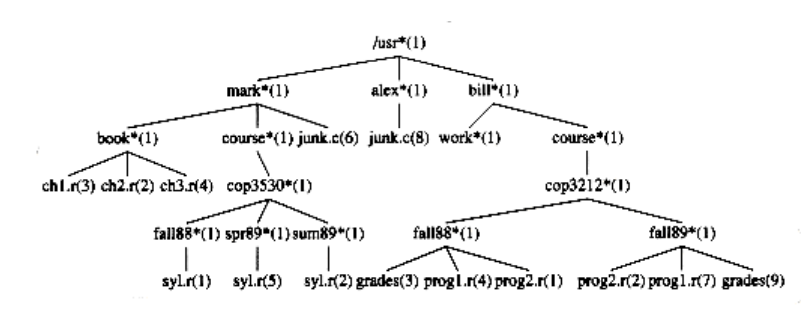 /usr*(1)
mark*(1) alex*(1) bill*(1)
book*(1) course*(1) junk.c(6) junk.c(8) work*(1) course*(1)
ch1.r(3) ch2.r(2) ch3.r(4) cop3530*(1) cop3212*(1)
fall88*(1) spr89*(1) sum89*(1) fall88*(1) fall89*(1)
syl.r(1) syl.r(5) syl.r(2) grades(3) prog1.r(4) prog2.r(1) prog2.r(2) prog1.r(7) grades(9)